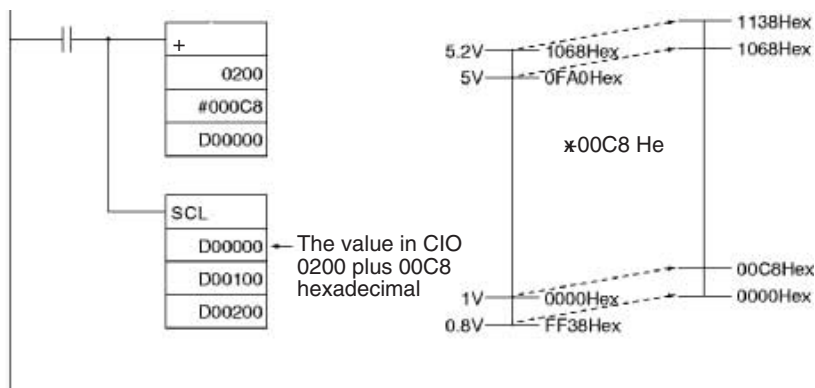 +
0200
#000C8
D00000
SCL
D00000
D00100
D00200
The value in CIO
0200 plus 00C8
hexadecimal
5.2V 1068Hex 1138Hex
5V 0FA0Hex 1068Hex
00C8 He
1V 0000Hex 00C8Hex
0.8V FF38Hex 0000Hex